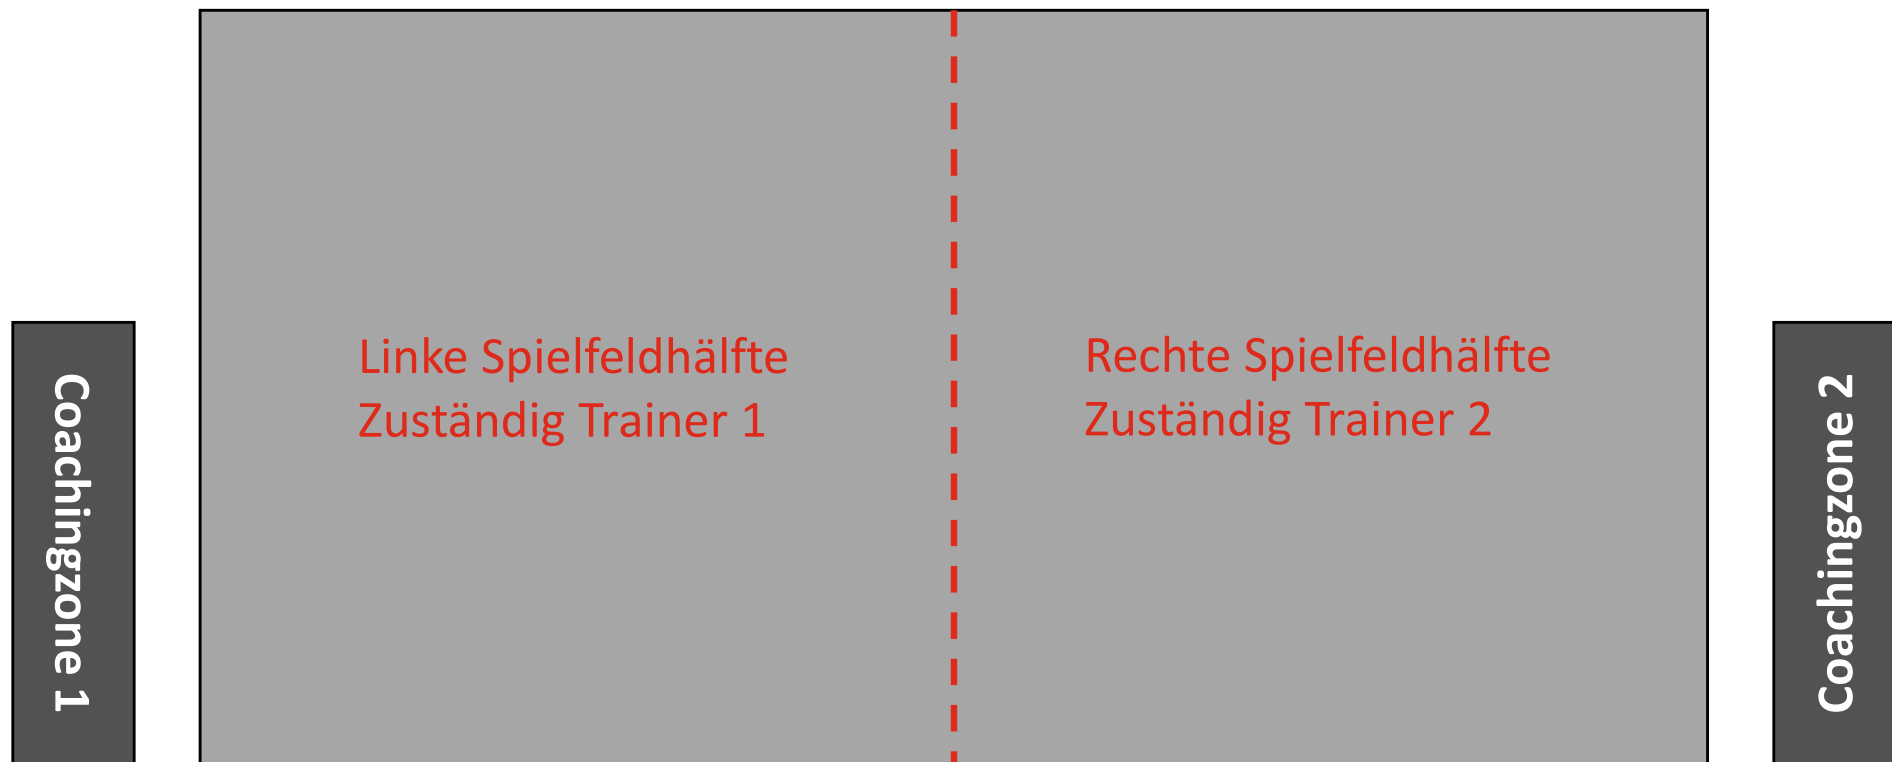 Linke Spielfeldhälfte
Zuständig Trainer 1
Rechte Spielfeldhälfte
Zuständig Trainer 2
Coachingzone 1
Coachingzone 2